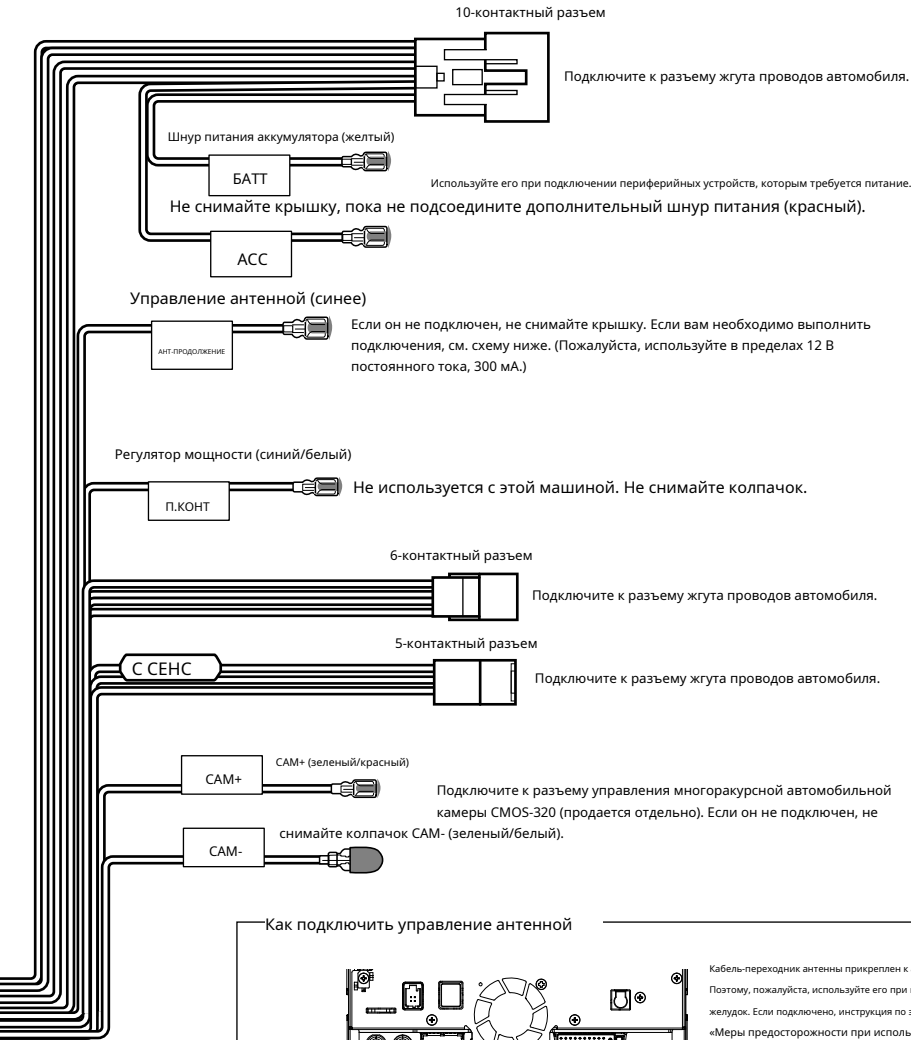 10-контактный разъем
Подключите к разъему жгута проводов автомобиля.
Шнур питания аккумулятора (желтый)
БАТТ
Используйте его при подключении периферийных устройств, которым требуется питание.
Не снимайте крышку, пока не подсоедините дополнительный шнур питания (красный).
АСС
Управление антенной (синее)
АНТ-ПРОДОЛЖЕНИЕ
Если он не подключен, не снимайте крышку. Если вам необходимо выполнить
подключения, см. схему ниже. (Пожалуйста, используйте в пределах 12 В
постоянного тока, 300 мА.)
Регулятор мощности (синий/белый)
П.КОНТ
Не используется с этой машиной. Не снимайте колпачок.
6-контактный разъем
Подключите к разъему жгута проводов автомобиля.
5-контактный разъем
С СЕНС
Подключите к разъему жгута проводов автомобиля.
CAM+ (зеленый/красный)
CAM+
Подключите к разъему управления многоракурсной автомобильной
камеры CMOS-320 (продается отдельно). Если он не подключен, не
снимайте колпачок CAM- (зеленый/белый).
CAM-
Как подключить управление антенной
Кабель-переходник антенны прикреплен к
Поэтому, пожалуйста, используйте его при
желудок. Если подключено, инструкция по
«Меры предосторожности при